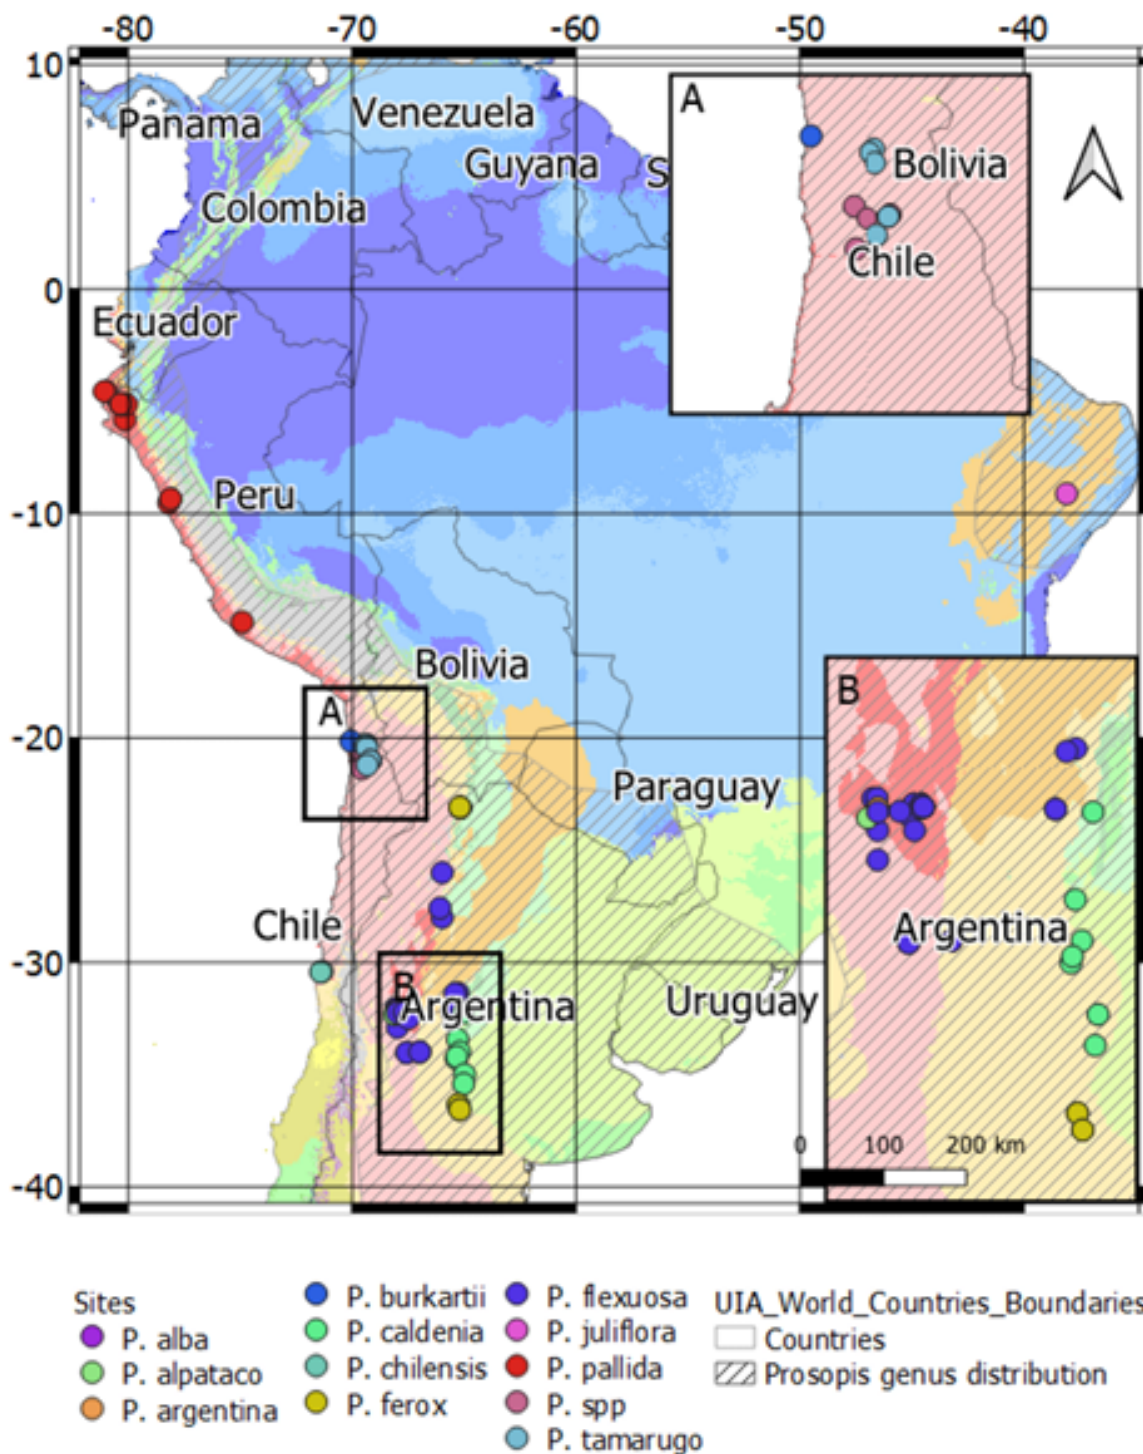 -80 -70 -60 -50 -40
10
Panama
Venezuela
Guyana
S
Colombia
A
Bolivia
Chile
0
Ecuador
Peru
-10
Bolivia
A
B
-20
Paraguay
Chile
Argentina
-30
B
Argentina
Uruguay
0 100 200 km
-40
Sites
P. alba
P. alpataco
P. argentina
P. burkartii
P. caldenia
P. chilensis
P. ferox
P. flexuosa
P. juliflora
P. pallida
P. spp
P. tamarugo
UIA_World_Countries_Boundaries
Countries
Prosopis genus distribution